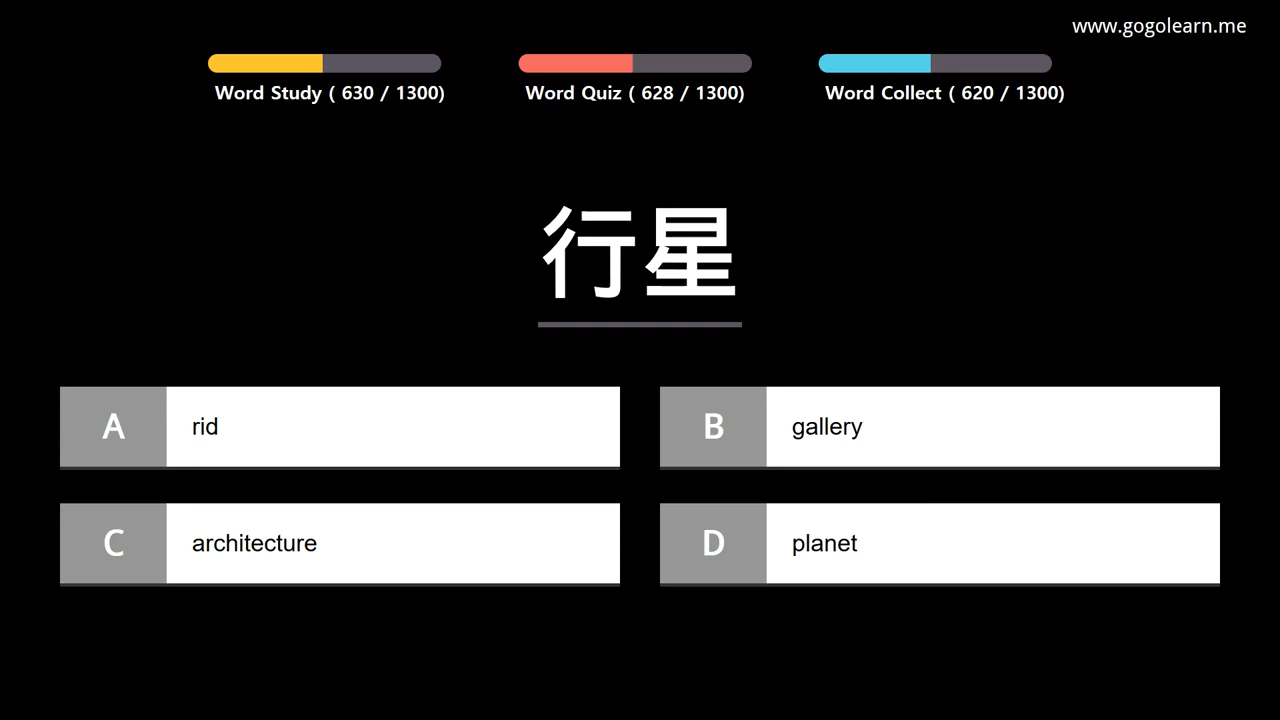 www.gogolearn.me
Word Study ( 630 / 1300)
Word Quiz ( 628 / 1300)
Word Collect ( 620 / 1300)
行星
A rid
B gallery
C architecture
D planet